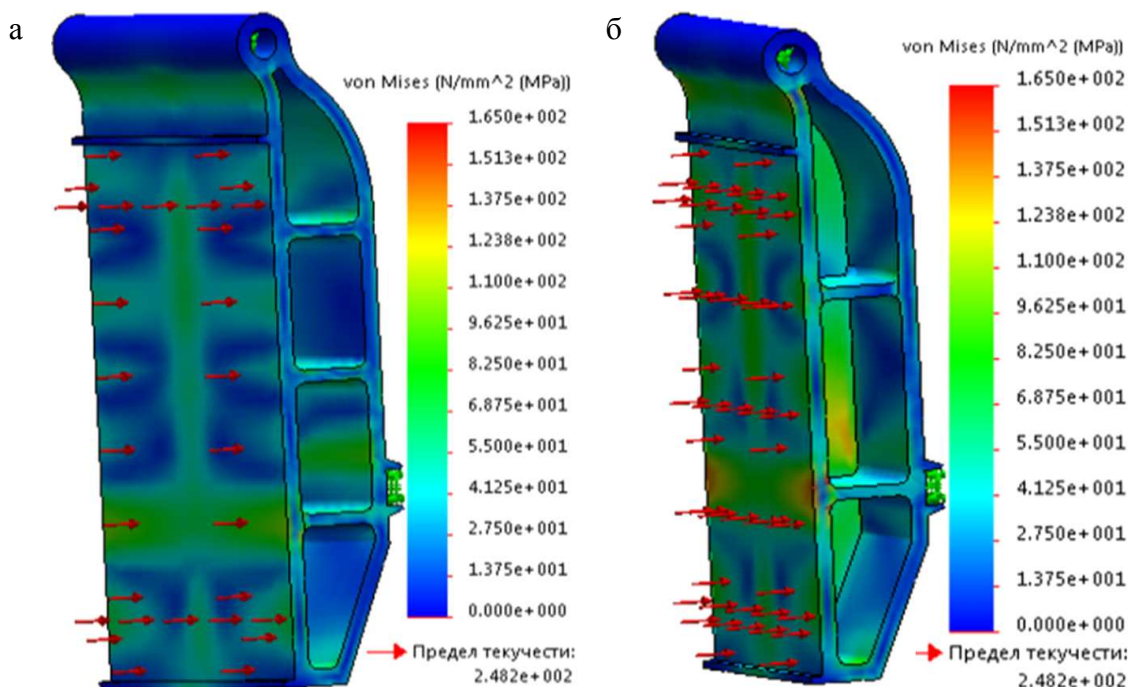 а
von Mises (N/mm^2 (MPa))
1.650e+002
1.513e+002
1.375e+002
1.238e+002
1.100e+002
9.625e+001
8.250e+001
6.875e+001
5.500e+001
4.125e+001
2.750e+001
1.375e+001
0.000e+000
Предел текучести:
2.482e+002
б
von Mises (N/mm^2 (MPa))
1.650e+002
1.513e+002
1.375e+002
1.238e+002
1.100e+002
9.625e+001
8.250e+001
6.875e+001
5.500e+001
4.125e+001
2.750e+001
1.375e+001
0.000e+000
Предел текучести:
2.482e+002